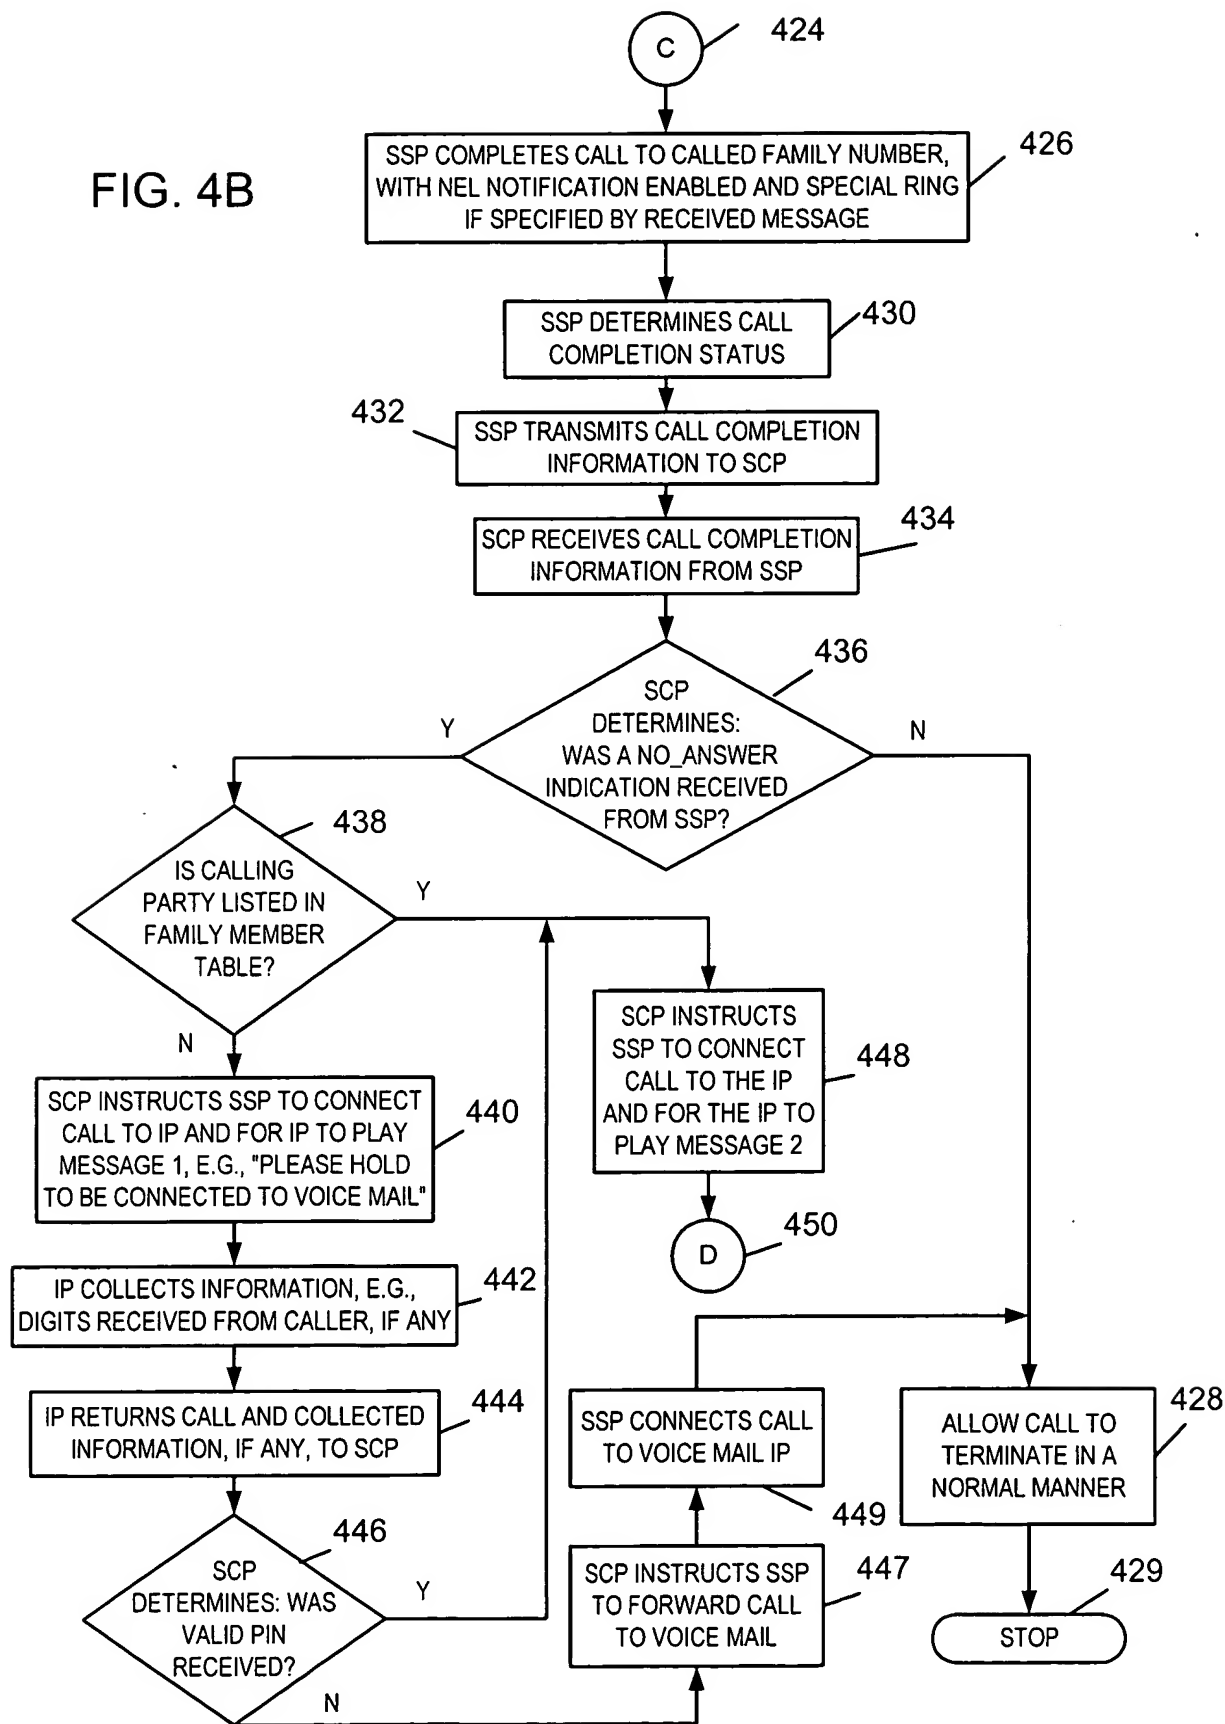 C
424
FIG. 4B
SSP COMPLETES CALL TO CALLED FAMILY NUMBER,
WITH NEL NOTIFICATION ENABLED AND SPECIAL RING
IF SPECIFIED BY RECEIVED MESSAGE
426
SSP DETERMINES CALL
COMPLETION STATUS
430
432
SSP TRANSMITS CALL COMPLETION
INFORMATION TO SCP
SCP RECEIVES CALL COMPLETION
INFORMATION FROM SSP
434
436
SCP
DETERMINES:
WAS A NO_ANSWER
INDICATION RECEIVED
FROM SSP?
Y
N
438
IS CALLING
PARTY LISTED IN
FAMILY MEMBER
TABLE?
Y
N
SCP INSTRUCTS SSP TO CONNECT
CALL TO IP AND FOR IP TO PLAY
MESSAGE 1, E.G., "PLEASE HOLD
TO BE CONNECTED TO VOICE MAIL"
440
SCP INSTRUCTS
SSP TO CONNECT
CALL TO THE IP
AND FOR THE IP TO
PLAY MESSAGE 2
448
D
450
IP COLLECTS INFORMATION, E.G.,
DIGITS RECEIVED FROM CALLER, IF ANY
442
IP RETURNS CALL AND COLLECTED
INFORMATION, IF ANY, TO SCP
444
446
SCP
DETERMINES: WAS
VALID PIN
RECEIVED?
Y
N
SSP CONNECTS CALL
TO VOICE MAIL IP
449
SCP INSTRUCTS SSP
TO FORWARD CALL
TO VOICE MAIL
447
ALLOW CALL TO
TERMINATE IN A
NORMAL MANNER
428
429
STOP